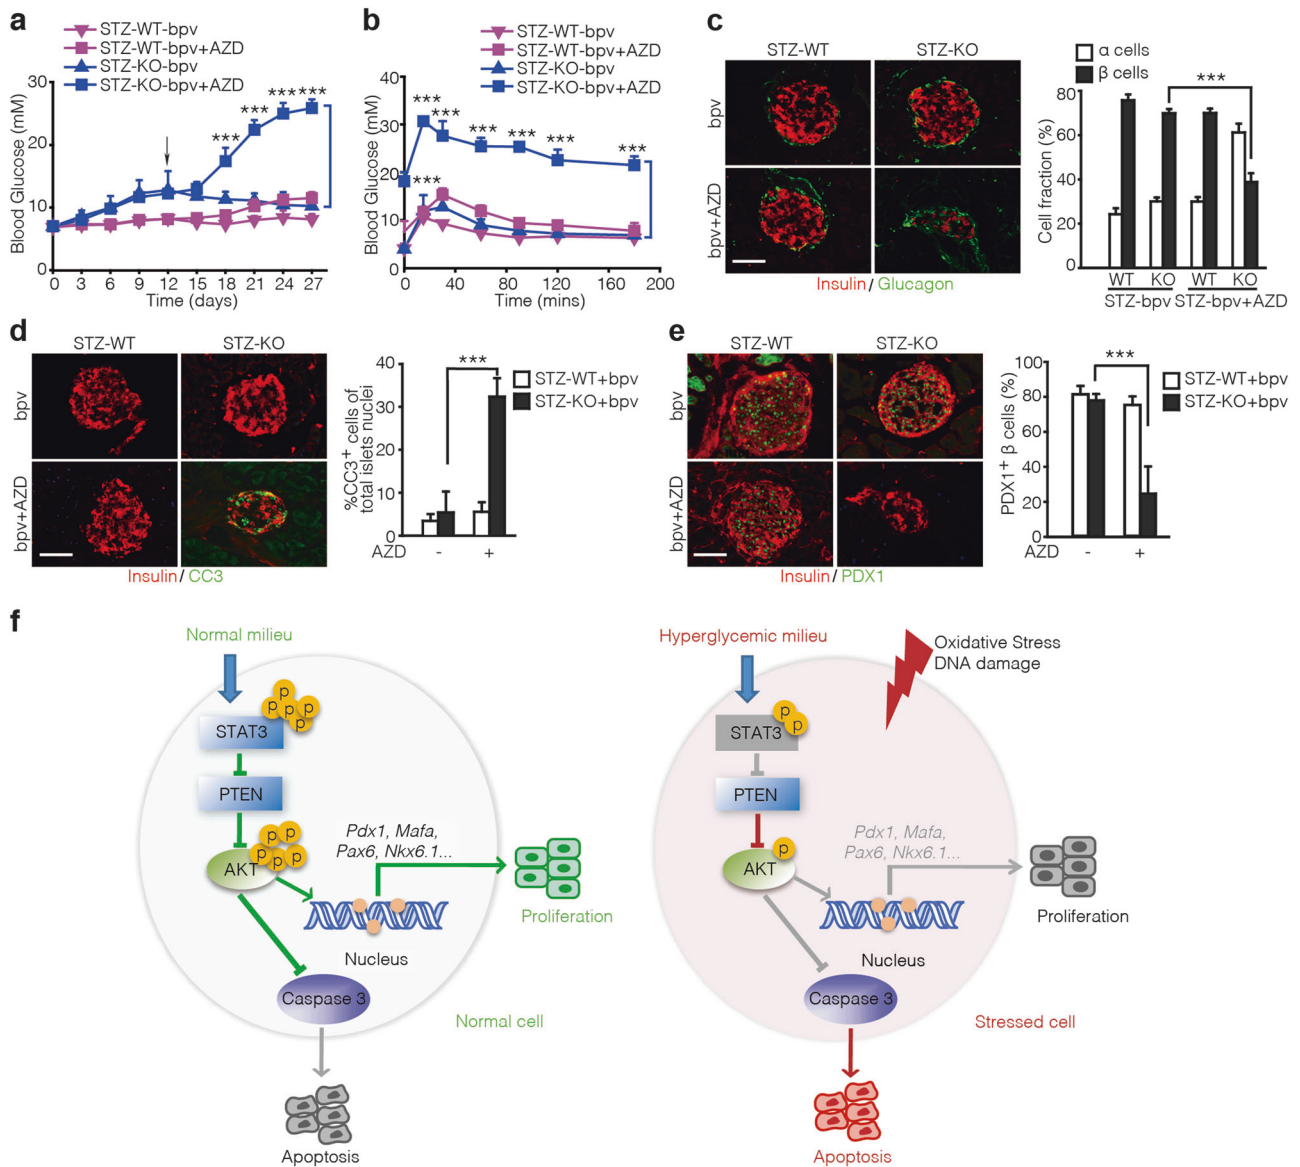 a
STZ-WT-bpv
STZ-WT-bpv+AZD
STZ-KO-bpv
STZ-KO-bpv+AZD
Blood Glucose (mM)
30
20
10
0
***
***
***
***
0 3 6 9 12 15 18 21 24 27
Time (days)
b
STZ-WT-bpv
STZ-WT-bpv+AZD
STZ-KO-bpv
STZ-KO-bpv+AZD
Blood Glucose (mM)
40
30
20
10
0
***
***
***
***
***
***
***
0 40 80 120 160 200
Time (mins)
c
STZ-WT STZ-KO
bpv
bpv+AZD
Insulin/Glucagon
α cells
β cells
***
Cell fraction (%)
80
60
40
20
0
WT KO WT KO
STZ-bpv STZ-bpv+AZD
d
STZ-WT STZ-KO
bpv
bpv+AZD
Insulin/CC3
%CC3+ cells of
total islets nuclei
40
30
20
10
0
***
STZ-WT+bpv
STZ-KO+bpv
AZD - +
e
STZ-WT STZ-KO
bpv
bpv+AZD
Insulin/PDX1
PDX1+ β cells (%)
100
80
60
40
20
0
***
STZ-WT+bpv
STZ-KO+bpv
AZD - +
f
Normal milieu
p
p p p
p
STAT3
PTEN
p p
p p p
AKT
Pdx1, Mafa,
Pax6, Nkx6.1...
Proliferation
Nucleus
Caspase 3
Normal cell
Apoptosis
Hyperglycemic milieu
Oxidative Stress
DNA damage
p
p
STAT3
PTEN
p
AKT
Pdx1, Mafa,
Pax6, Nkx6.1...
Proliferation
Nucleus
Caspase 3
Stressed cell
Apoptosis